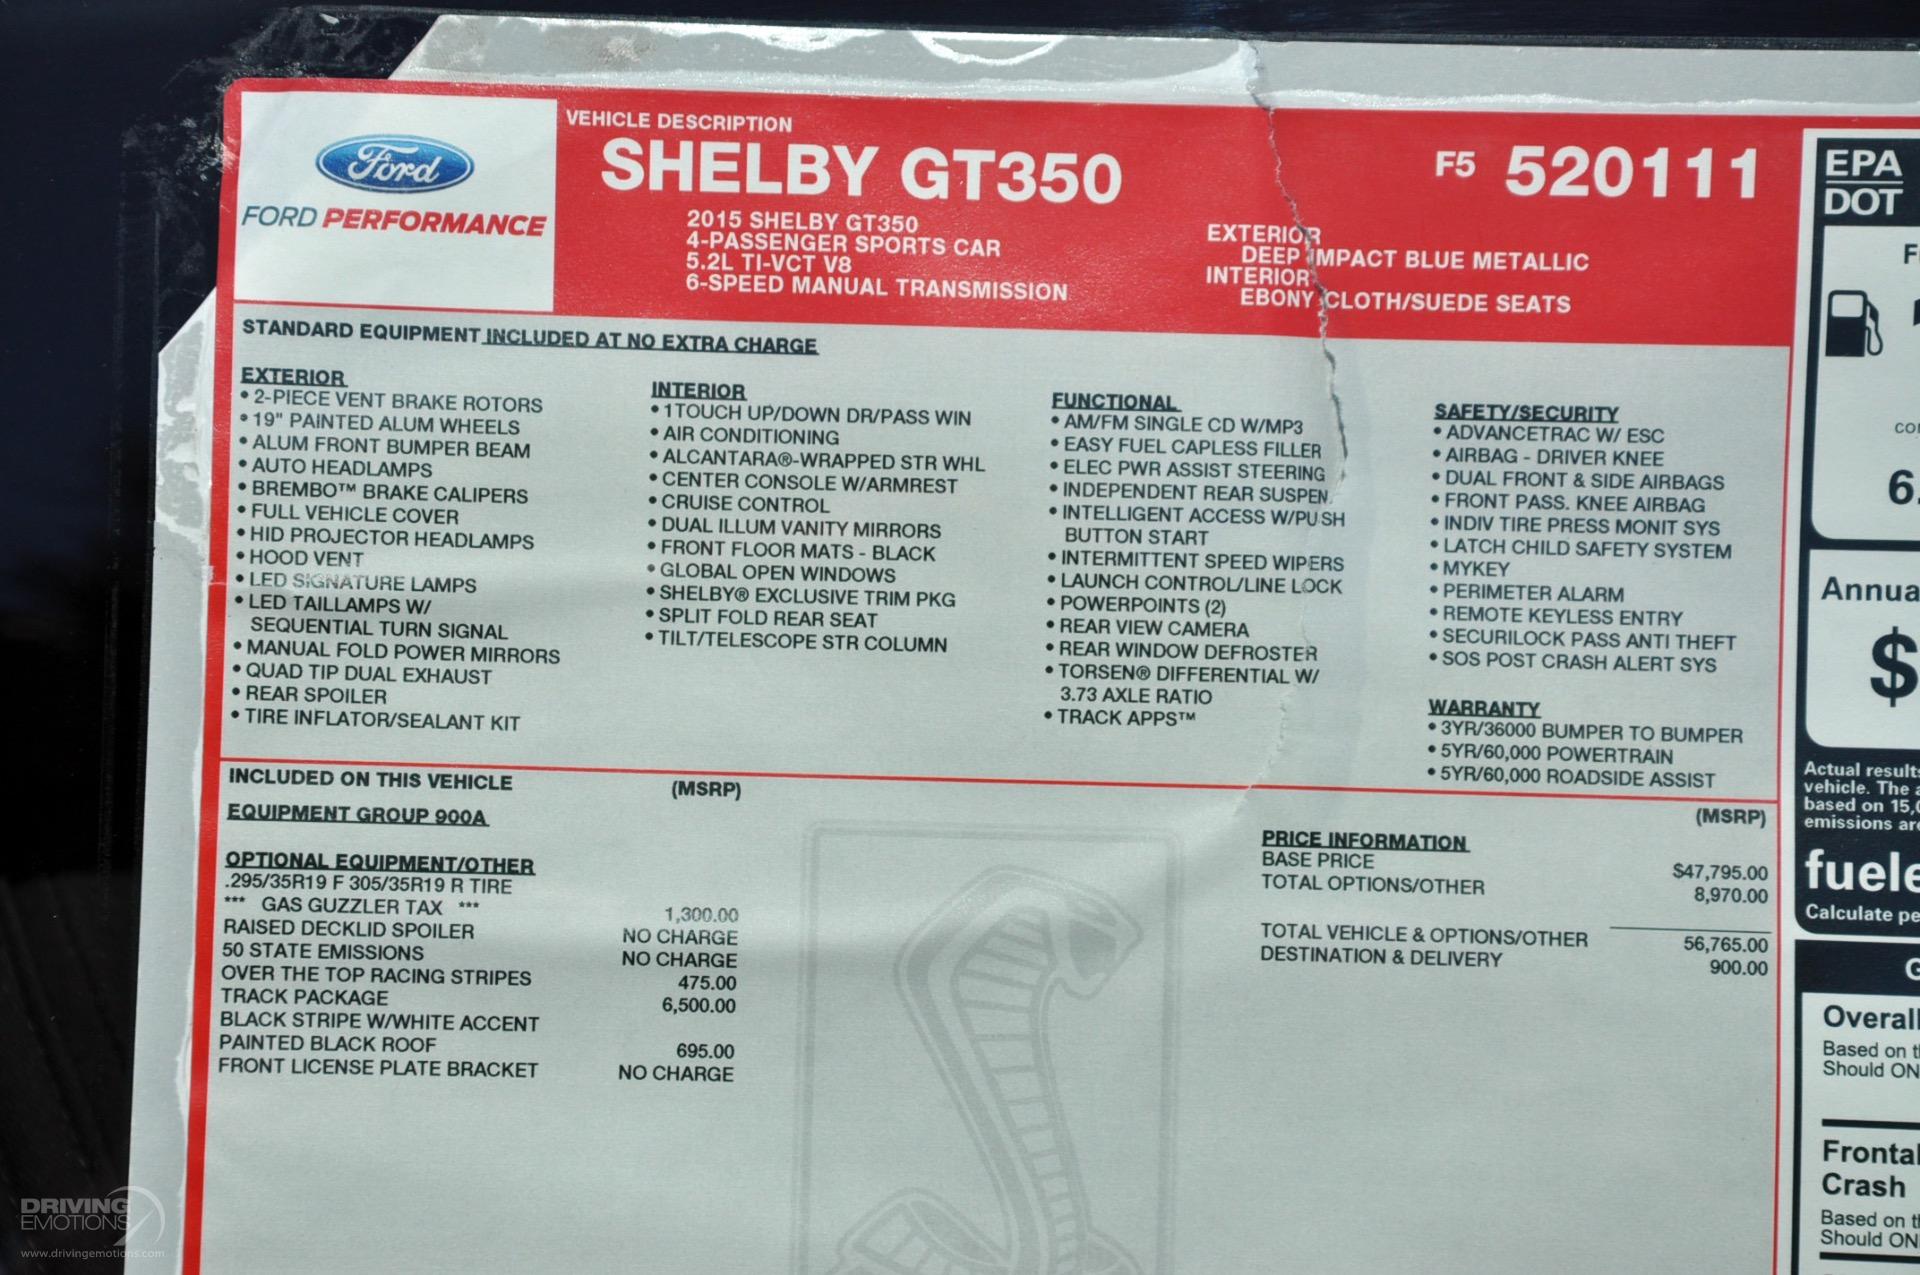 Ford
FORD PERFORMANCE
VEHICLE DESCRIPTION
SHELBY GT350
2015 SHELBY GT350
4-PASSENGER SPORTS CAR
5.2L TI-VCT V8
6-SPEED MANUAL TRANSMISSION
F5 520111
EXTERIOR
DEEP IMPACT BLUE METALLIC
INTERIOR
EBONY CLOTH/SUEDE SEATS
STANDARD EQUIPMENT INCLUDED AT NO EXTRA CHARGE
EXTERIOR
• 2-PIECE VENT BRAKE ROTORS
• 19" PAINTED ALUM WHEELS
• ALUM FRONT BUMPER BEAM
• AUTO HEADLAMPS
• BREMBO™ BRAKE CALIPERS
• FULL VEHICLE COVER
• HID PROJECTOR HEADLAMPS
• HOOD VENT
• LED SIGNATURE LAMPS
• LED TAILLAMPS W/
SEQUENTIAL TURN SIGNAL
• MANUAL FOLD POWER MIRRORS
• QUAD TIP DUAL EXHAUST
• REAR SPOILER
• TIRE INFLATOR/SEALANT KIT
INTERIOR
• 1TOUCH UP/DOWN DR/PASS WIN
• AIR CONDITIONING
• ALCANTARA®-WRAPPED STR WHL
• CENTER CONSOLE W/ARMREST
• CRUISE CONTROL
• DUAL ILLUM VANITY MIRRORS
• FRONT FLOOR MATS - BLACK
• GLOBAL OPEN WINDOWS
• SHELBY® EXCLUSIVE TRIM PKG
• SPLIT FOLD REAR SEAT
• TILT/TELESCOPE STR COLUMN
FUNCTIONAL
• AM/FM SINGLE CD W/MP3
• EASY FUEL CAPLESS FILLER
• ELEC PWR ASSIST STEERING
• INDEPENDENT REAR SUSPEN
• INTELLIGENT ACCESS W/PUSH
BUTTON START
• INTERMITTENT SPEED WIPERS
• LAUNCH CONTROL/LINE LOCK
• POWERPOINTS (2)
• REAR VIEW CAMERA
• REAR WINDOW DEFROSTER
• TORSEN® DIFFERENTIAL W/
3.73 AXLE RATIO
• TRACK APPS™
SAFETY/SECURITY
• ADVANCETRAC W/ ESC
• AIRBAG - DRIVER KNEE
• DUAL FRONT & SIDE AIRBAGS
• FRONT PASS. KNEE AIRBAG
• INDIV TIRE PRESS MONIT SYS
• LATCH CHILD SAFETY SYSTEM
• MYKEY
• PERIMETER ALARM
• REMOTE KEYLESS ENTRY
• SECURILOCK PASS ANTI THEFT
• SOS POST CRASH ALERT SYS
WARRANTY
• 3YR/36000 BUMPER TO BUMPER
• 5YR/60,000 POWERTRAIN
• 5YR/60,000 ROADSIDE ASSIST
INCLUDED ON THIS VEHICLE (MSRP)
EQUIPMENT GROUP 900A
OPTIONAL EQUIPMENT/OTHER
.295/35R19 F 305/35R19 R TIRE
*** GAS GUZZLER TAX *** 1,300.00
RAISED DECKLID SPOILER NO CHARGE
50 STATE EMISSIONS NO CHARGE
OVER THE TOP RACING STRIPES 475.00
TRACK PACKAGE 6,500.00
BLACK STRIPE W/WHITE ACCENT
PAINTED BLACK ROOF 695.00
FRONT LICENSE PLATE BRACKET NO CHARGE
(MSRP)
PRICE INFORMATION
BASE PRICE $47,795.00
TOTAL OPTIONS/OTHER 8,970.00
TOTAL VEHICLE & OPTIONS/OTHER 56,765.00
DESTINATION & DELIVERY 900.00
EPA
DOT
6.
Annua
$
Actual results
vehicle. The a
based on 15,0
emissions are
fuele
Calculate pe
G
Overall
Based on t
Should ON
Frontal
Crash
Based on t
Should ON
DRIVING
EMOTIONS
www.drivingemotions.com